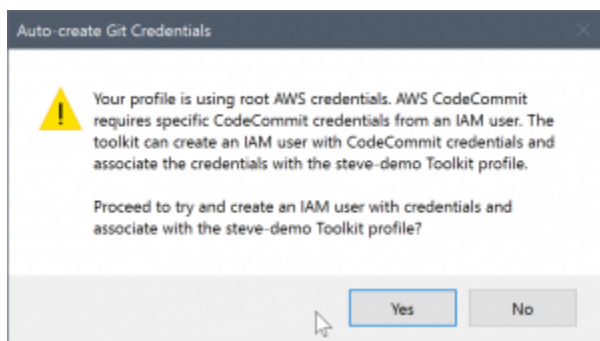 Auto-create Git Credentials
Your profile is using root AWS credentials. AWS CodeCommit
requires specific CodeCommit credentials from an IAM user. The
toolkit can create an IAM user with CodeCommit credentials and
associate the credentials with the steve-demo Toolkit profile.
Proceed to try and create an IAM user with credentials and
associate with the steve-demo Toolkit profile?
Yes
No